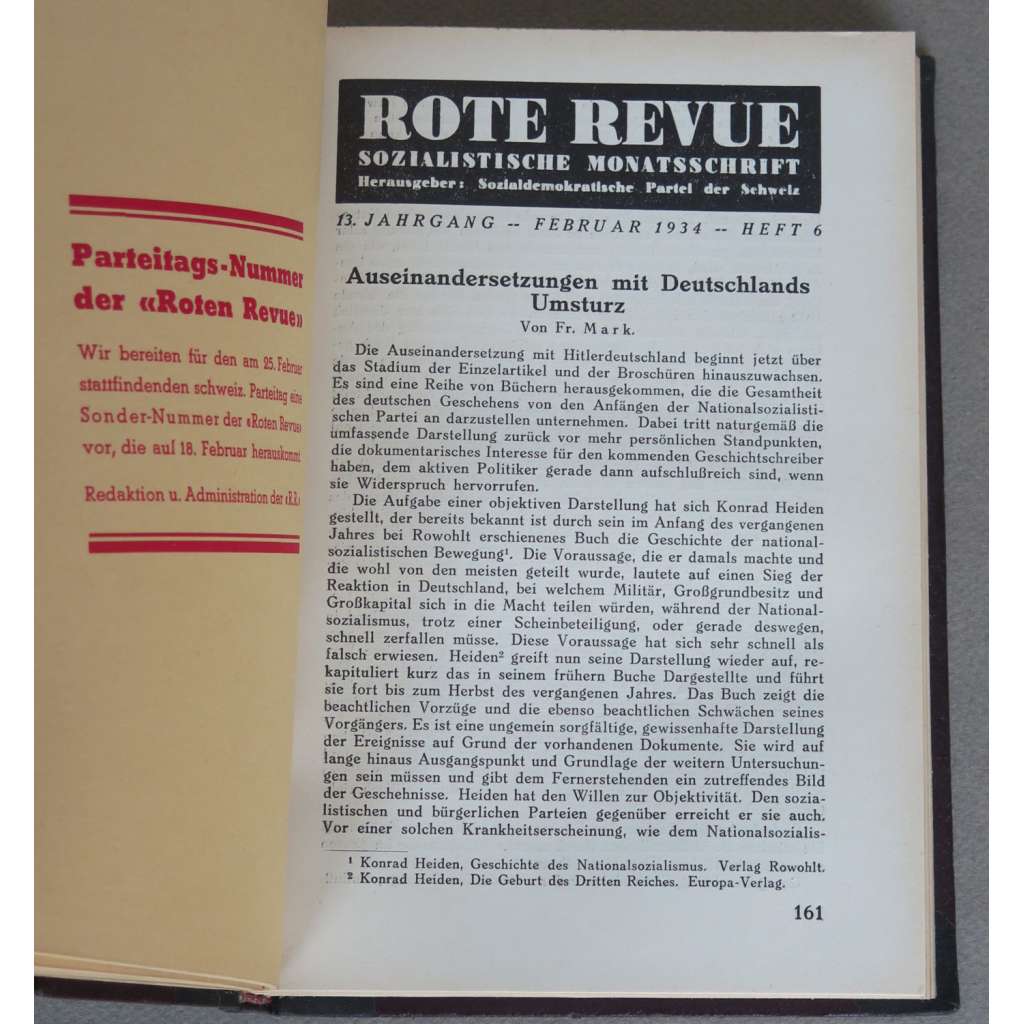 Parteitags-Nummer
der «Roten Revue»
Wir bereiten für den am 25. Februar
stattfindenden schweiz. Parteitag eine
Sonder-Nummer der «Roten Revue»
vor, die auf 18. Februar herauskommt
Redaktion u. Administration der «R.R.»
ROTE REVUE
SOZIALISTISCHE MONATSSCHRIFT
Herausgeber: Sozialdemokratische Partei der Schweiz
13. JAHRGANG -- FEBRUAR 1934 -- HEFT 6
Auseinandersetzungen mit Deutschlands
Umsturz
Von Fr. Mark.
Die Auseinandersetzung mit Hitlerdeutschland beginnt jetzt über
das Stadium der Einzelartikel und der Broschüren hinauszuwachsen.
Es sind eine Reihe von Büchern herausgekommen, die die Gesamtheit
des deutschen Geschehens von den Anfängen der Nationalsozialisti-
schen Partei an darzustellen unternehmen. Dabei tritt naturgemäß die
umfassende Darstellung zurück vor mehr persönlichen Standpunkten,
die dokumentarisches Interesse für den kommenden Geschichtschreiber
haben, dem aktiven Politiker gerade dann aufschlußreich sind, wenn
sie Widerspruch hervorrufen.
Die Aufgabe einer objektiven Darstellung hat sich Konrad Heiden
gestellt, der bereits bekannt ist durch sein im Anfang des vergangenen
Jahres bei Rowohlt erschienenes Buch die Geschichte der national-
sozialistischen Bewegung¹. Die Voraussage, die er damals machte und
die wohl von den meisten geteilt wurde, lautete auf einen Sieg der
Reaktion in Deutschland, bei welchem Militär, Großgrundbesitz und
Großkapital sich in die Macht teilen würden, während der National-
sozialismus, trotz einer Scheinbeteiligung, oder gerade deswegen,
schnell zerfallen müsse. Diese Voraussage hat sich sehr schnell als
falsch erwiesen. Heiden² greift nun seine Darstellung wieder auf, re-
kapituliert kurz das in seinem frühern Buche Dargestellte und führt
sie fort bis zum Herbst des vergangenen Jahres. Das Buch zeigt die
beachtlichen Vorzüge und die ebenso beachtlichen Schwächen seines
Vorgängers. Es ist eine ungemein sorgfältige, gewissenhafte Darstellung
der Ereignisse auf Grund der vorhandenen Dokumente. Sie wird auf
lange hinaus Ausgangspunkt und Grundlage der weitern Untersuchun-
gen sein müssen und gibt dem Fernerstehenden ein zutreffendes Bild
der Geschehnisse. Heiden hat den Willen zur Objektivität. Den sozia-
listischen und bürgerlichen Parteien gegenüber erreicht er sie auch.
Vor einer solchen Krankheitserscheinung, wie dem Nationalsozialis-
¹ Konrad Heiden, Geschichte des Nationalsozialismus. Verlag Rowohlt.
² Konrad Heiden, Die Geburt des Dritten Reiches. Europa-Verlag.
161